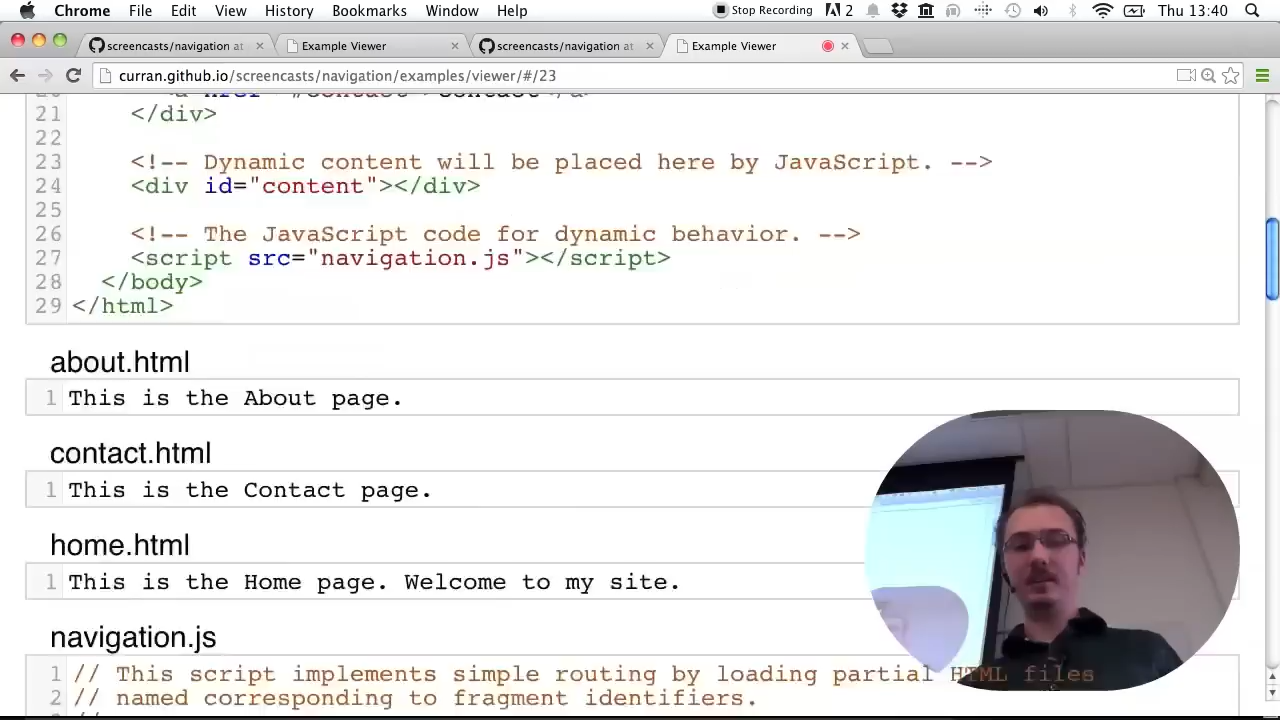 Chrome File Edit View History Bookmarks Window Help Stop Recording 2 Thu 13:40
screencasts/navigation at × Example Viewer × screencasts/navigation at × Example Viewer ×
curran.github.io/screencasts/navigation/examples/viewer/#/23
21 </div>
22
23 <!-- Dynamic content will be placed here by JavaScript. -->
24 <div id="content"></div>
25
26 <!-- The JavaScript code for dynamic behavior. -->
27 <script src="navigation.js"></script>
28 </body>
29 </html>
about.html
1 This is the About page.
contact.html
1 This is the Contact page.
home.html
1 This is the Home page. Welcome to my site.
navigation.js
1 // This script implements simple routing by loading partial HTML files
2 // named corresponding to fragment identifiers.